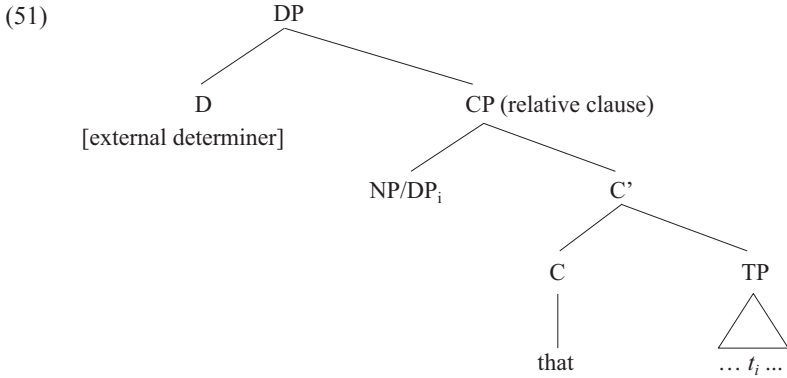 (51) DP
D CP (relative clause)
[external determiner]
NP/DPi C’
C TP
that … ti ...